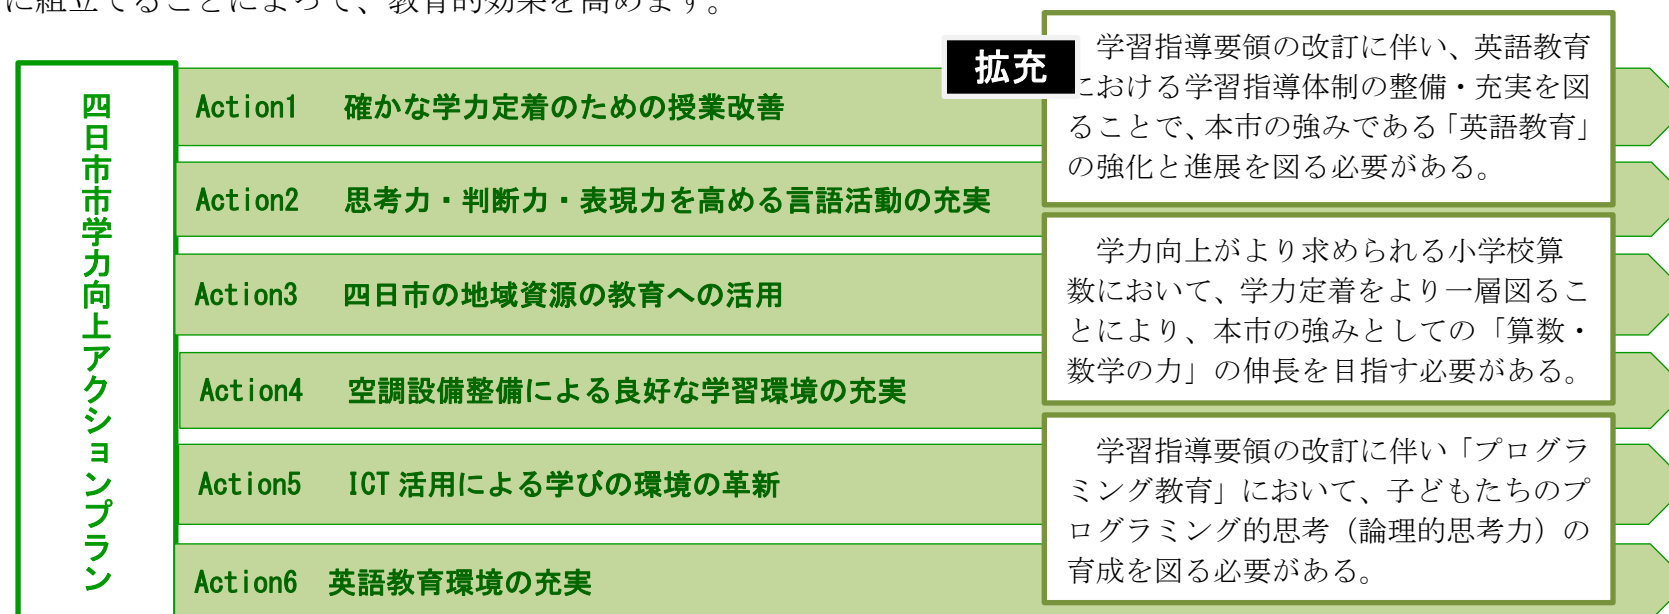 に組立てることによって、教育的効果を高めます。
四日市市学力向上アクションプラン
Action1 確かな学力定着のための授業改善
Action2 思考力・判断力・表現力を高める言語活動の充実
Action3 四日市の地域資源の教育への活用
Action4 空調設備整備による良好な学習環境の充実
Action5 ICT活用による学びの環境の革新
Action6 英語教育環境の充実
拡充
学習指導要領の改訂に伴い、英語教育
における学習指導体制の整備・充実を図
ることで、本市の強みである「英語教育」
の強化と進展を図る必要がある。
学力向上がより求められる小学校算
数において、学力定着をより一層図るこ
とにより、本市の強みとしての「算数・
数学の力」の伸長を目指す必要がある。
学習指導要領の改訂に伴い「プログラ
ミング教育」において、子どもたちのプ
ログラミング的思考（論理的思考力）の
育成を図る必要がある。